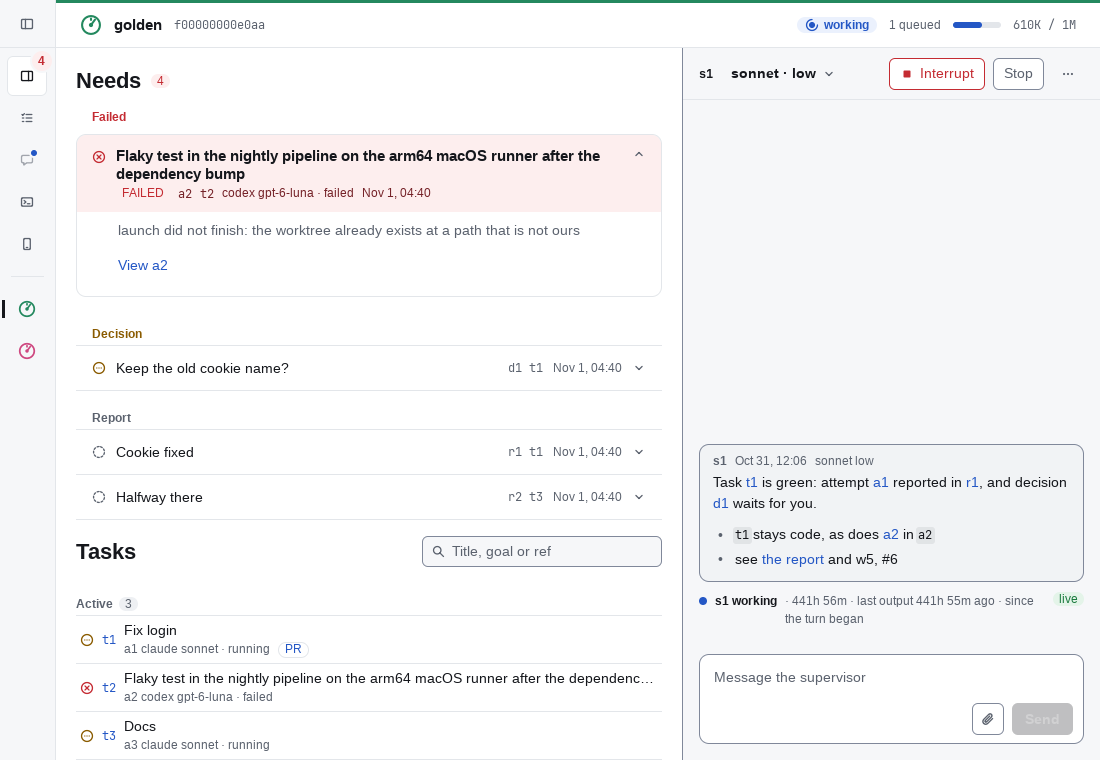 golden f00000000e0aa
working 1 queued 610K / 1M
4
Needs 4
Failed
Flaky test in the nightly pipeline on the arm64 macOS runner after the
dependency bump
FAILED a2 t2 codex gpt-6-luna · failed Nov 1, 04:40
launch did not finish: the worktree already exists at a path that is not ours
View a2
Decision
Keep the old cookie name? d1 t1 Nov 1, 04:40
Report
Cookie fixed r1 t1 Nov 1, 04:40
Halfway there r2 t3 Nov 1, 04:40
Tasks
Title, goal or ref
Active 3
t1 Fix login
a1 claude sonnet · running PR
t2 Flaky test in the nightly pipeline on the arm64 macOS runner after the dependenc…
a2 codex gpt-6-luna · failed
t3 Docs
a3 claude sonnet · running
s1 sonnet · low
Interrupt
Stop
s1 Oct 31, 12:06 sonnet low
Task t1 is green: attempt a1 reported in r1, and decision
d1 waits for you.
• t1 stays code, as does a2 in a2
• see the report and w5, #6
s1 working · 441h 56m · last output 441h 55m ago · since
the turn began
live
Message the supervisor
Send